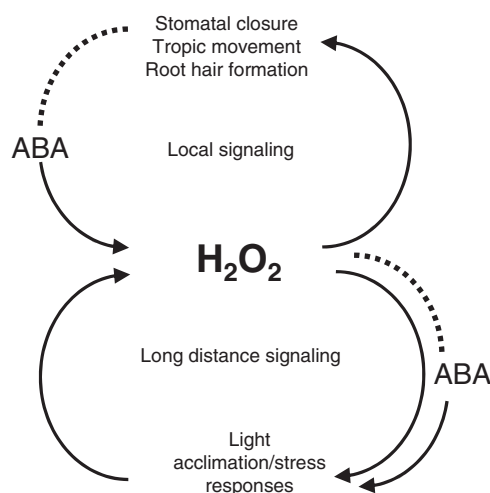 Stomatal closure
Tropic movement
Root hair formation
ABA
Local signaling
H₂O₂
Long distance signaling
ABA
Light
acclimation/stress
responses